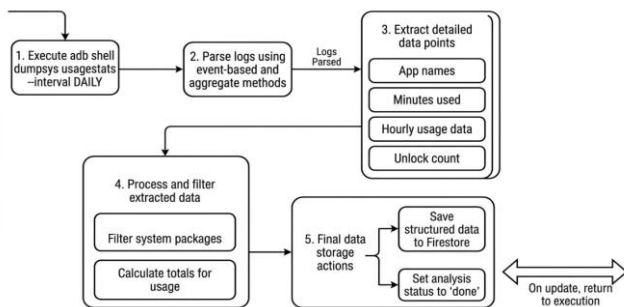 1. Execute adb shell
dumpsys usagestats
–interval DAILY
2. Parse logs using
event-based and
aggregate methods
Logs
Parsed
3. Extract detailed
data points
App names
Minutes used
Hourly usage data
Unlock count
4. Process and filter
extracted data
Filter system packages
Calculate totals for
usage
5. Final data
storage
actions
Save
structured data
to Firestore
Set analysis
status to ‘done’
On update, return
to execution